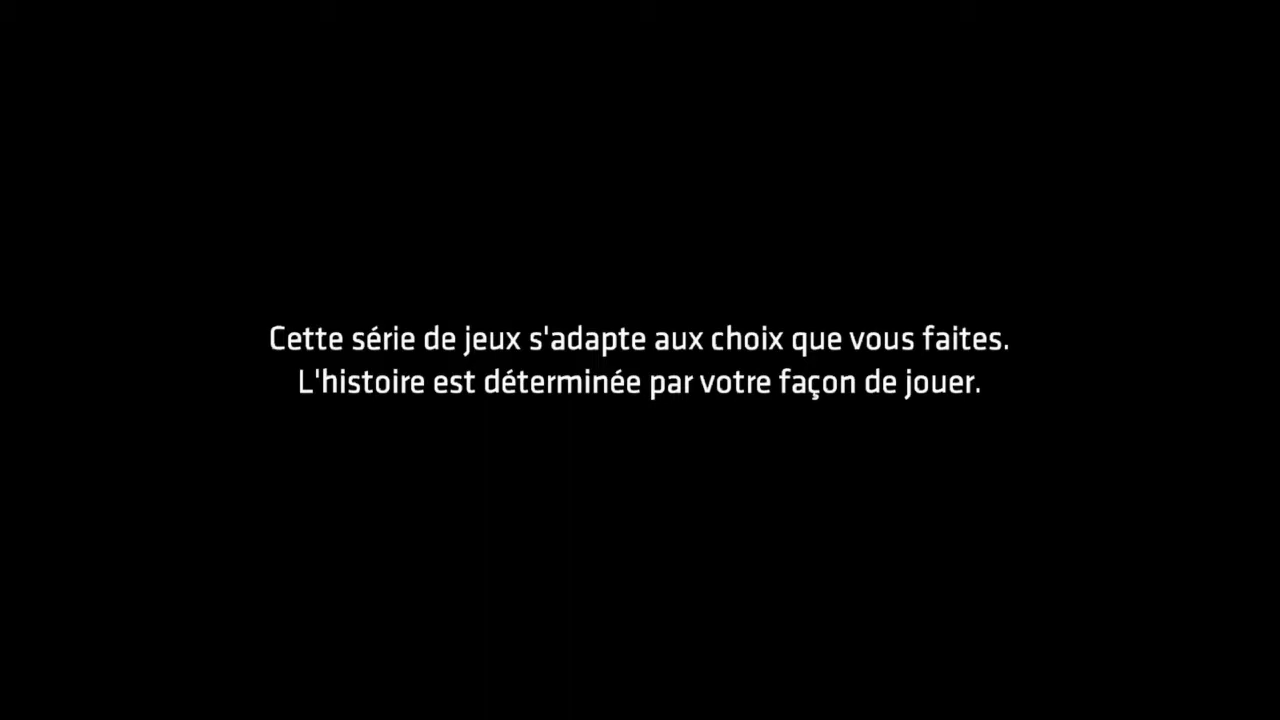 Cette série de jeux s'adapte aux choix que vous faites.
L'histoire est déterminée par votre façon de jouer.